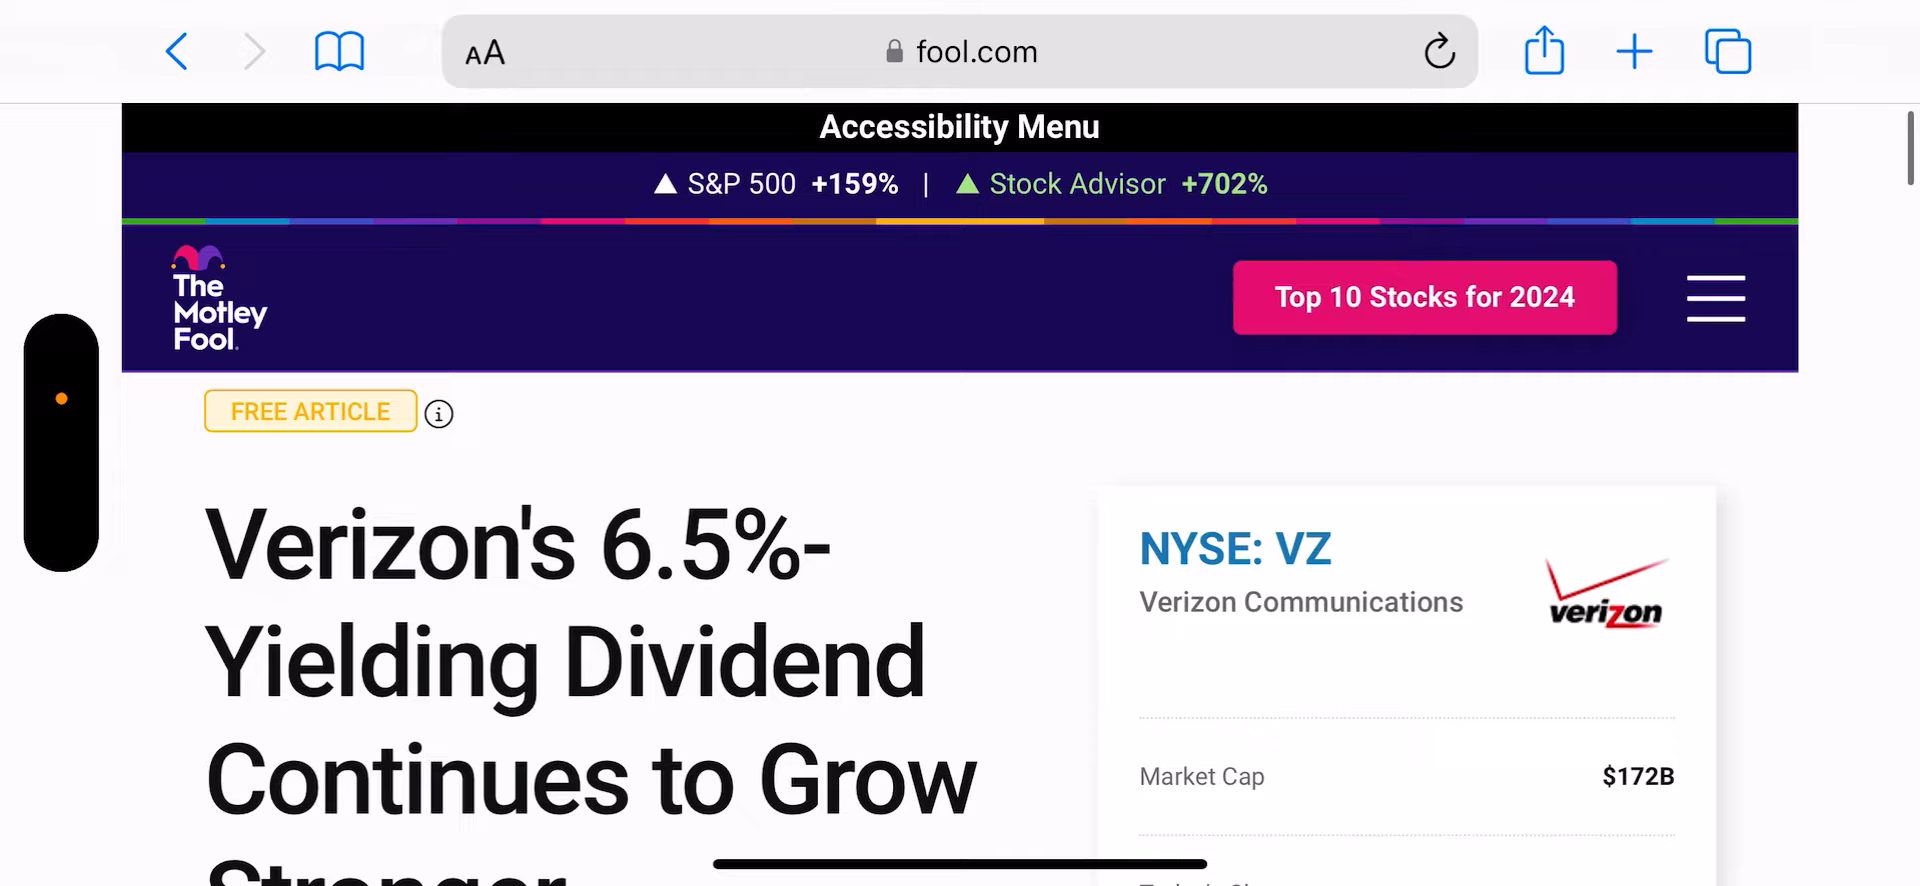 AA
fool.com
Accessibility Menu
S&P 500 +159% | Stock Advisor +702%
The
Motley
Fool.
Top 10 Stocks for 2024
FREE ARTICLE
Verizon's 6.5%-
Yielding Dividend
Continues to Grow
Stronger
NYSE: VZ
Verizon Communications
verizon
Market Cap $172B